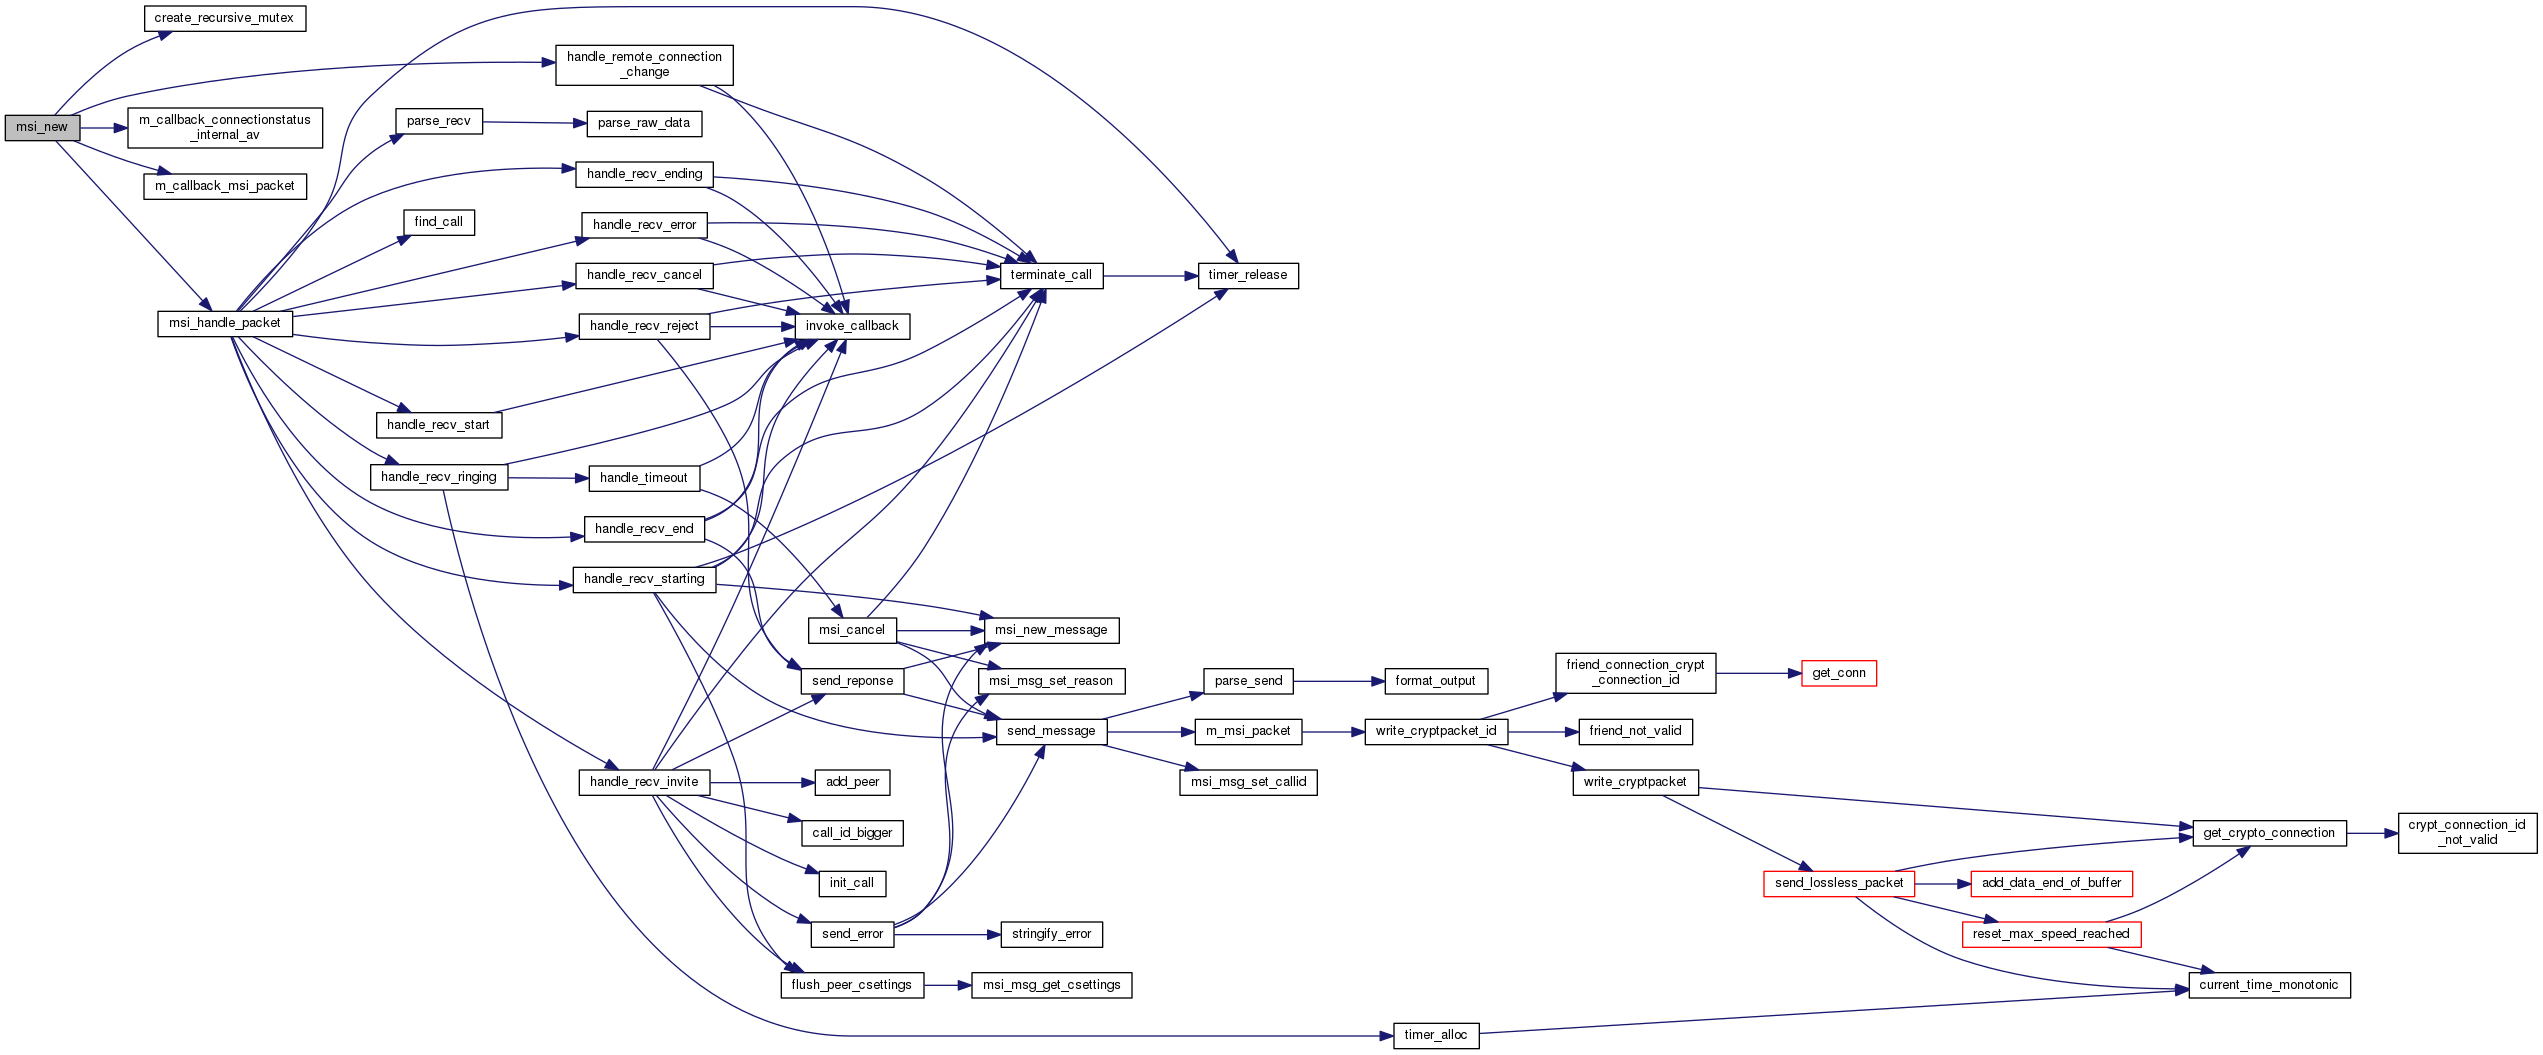 create_recursive_mutex
handle_remote_connection
_change
msi_new
m_callback_connectionstatus
_internal_av
parse_recv
parse_raw_data
m_callback_msi_packet
handle_recv_ending
find_call
handle_recv_error
handle_recv_cancel
terminate_call
timer_release
msi_handle_packet
handle_recv_reject
invoke_callback
handle_recv_start
handle_recv_ringing
handle_timeout
handle_recv_end
handle_recv_starting
msi_cancel
msi_new_message
send_reponse
msi_msg_set_reason
parse_send
format_output
friend_connection_crypt
_connection_id
get_conn
send_message
m_msi_packet
write_cryptpacket_id
friend_not_valid
handle_recv_invite
add_peer
msi_msg_set_callid
write_cryptpacket
call_id_bigger
get_crypto_connection
crypt_connection_id
_not_valid
init_call
send_lossless_packet
add_data_end_of_buffer
send_error
stringify_error
reset_max_speed_reached
flush_peer_csettings
msi_msg_get_csettings
current_time_monotonic
timer_alloc